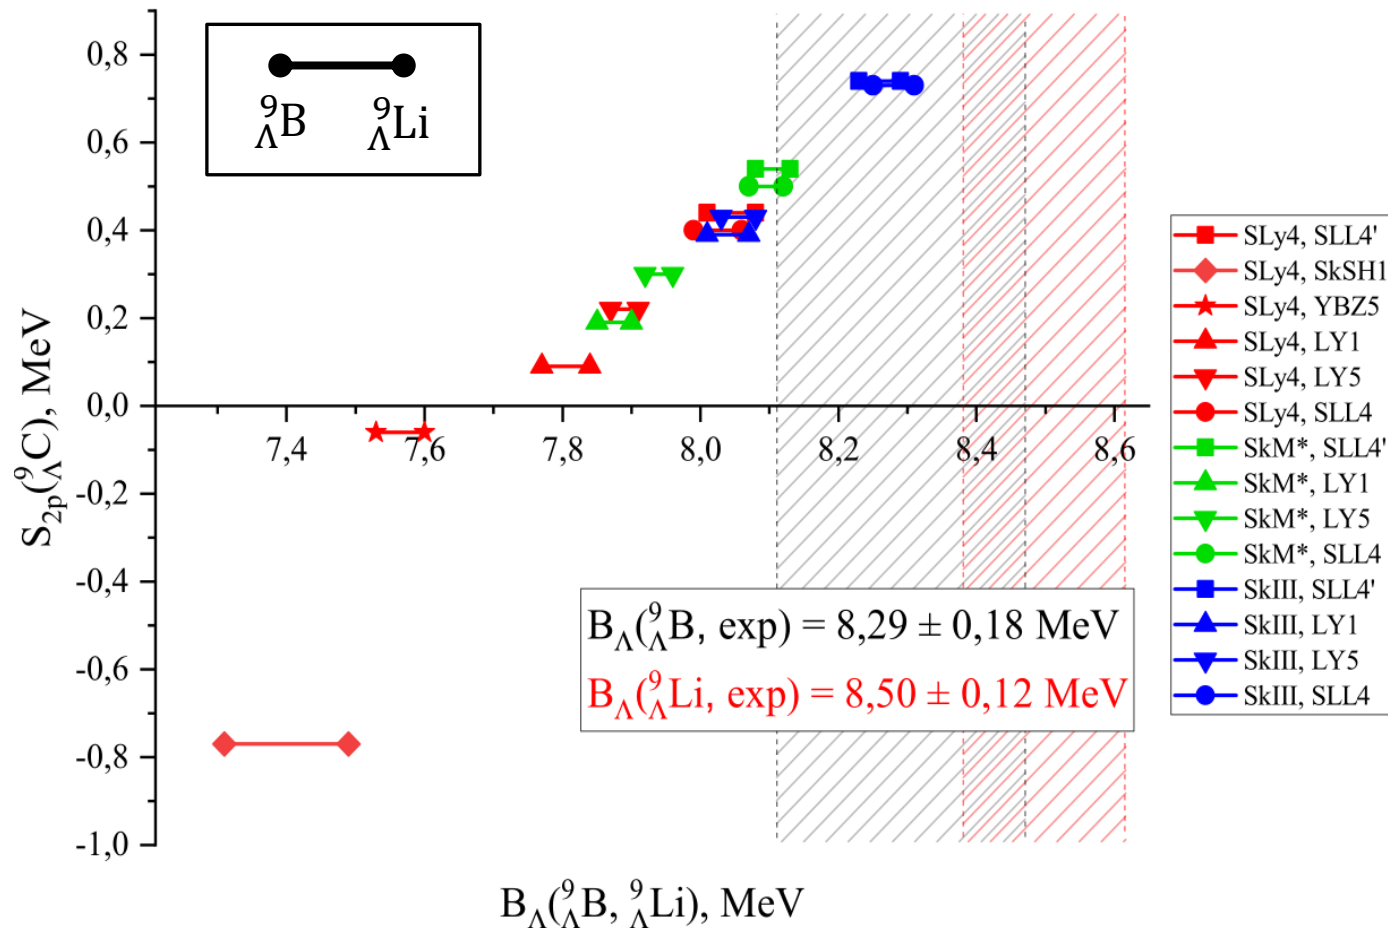 0,8
0,6
0,4
0,2
0,0
-0,2
-0,4
-0,6
-0,8
-1,0
S₂ₚ(⁹ΛC), MeV
⁹ΛB ⁹ΛLi
7,4 7,6 7,8 8,0 8,2 8,4 8,6
BΛ(⁹ΛB, exp) = 8,29 ± 0,18 MeV
BΛ(⁹ΛLi, exp) = 8,50 ± 0,12 MeV
BΛ(⁹ΛB, ⁹ΛLi), MeV
SLy4, SLL4'
SLy4, SkSH1
SLy4, YBZ5
SLy4, LY1
SLy4, LY5
SLy4, SLL4
SkM*, SLL4'
SkM*, LY1
SkM*, LY5
SkM*, SLL4
SkIII, SLL4'
SkIII, LY1
SkIII, LY5
SkIII, SLL4